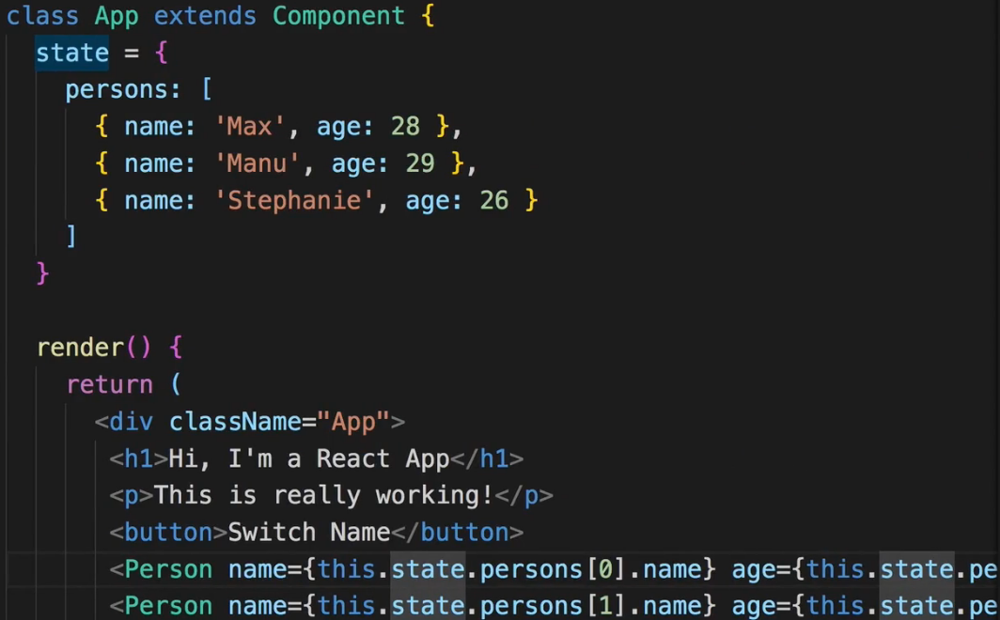 class App extends Component {
state = {
persons: [
{ name: 'Max', age: 28 },
{ name: 'Manu', age: 29 },
{ name: 'Stephanie', age: 26 }
]
}
render() {
return (
<div className="App">
<h1>Hi, I'm a React App</h1>
<p>This is really working!</p>
<button>Switch Name</button>
<Person name={this.state.persons[0].name} age={this.state.pe
<Person name={this.state.persons[1].name} age={this.state.pe